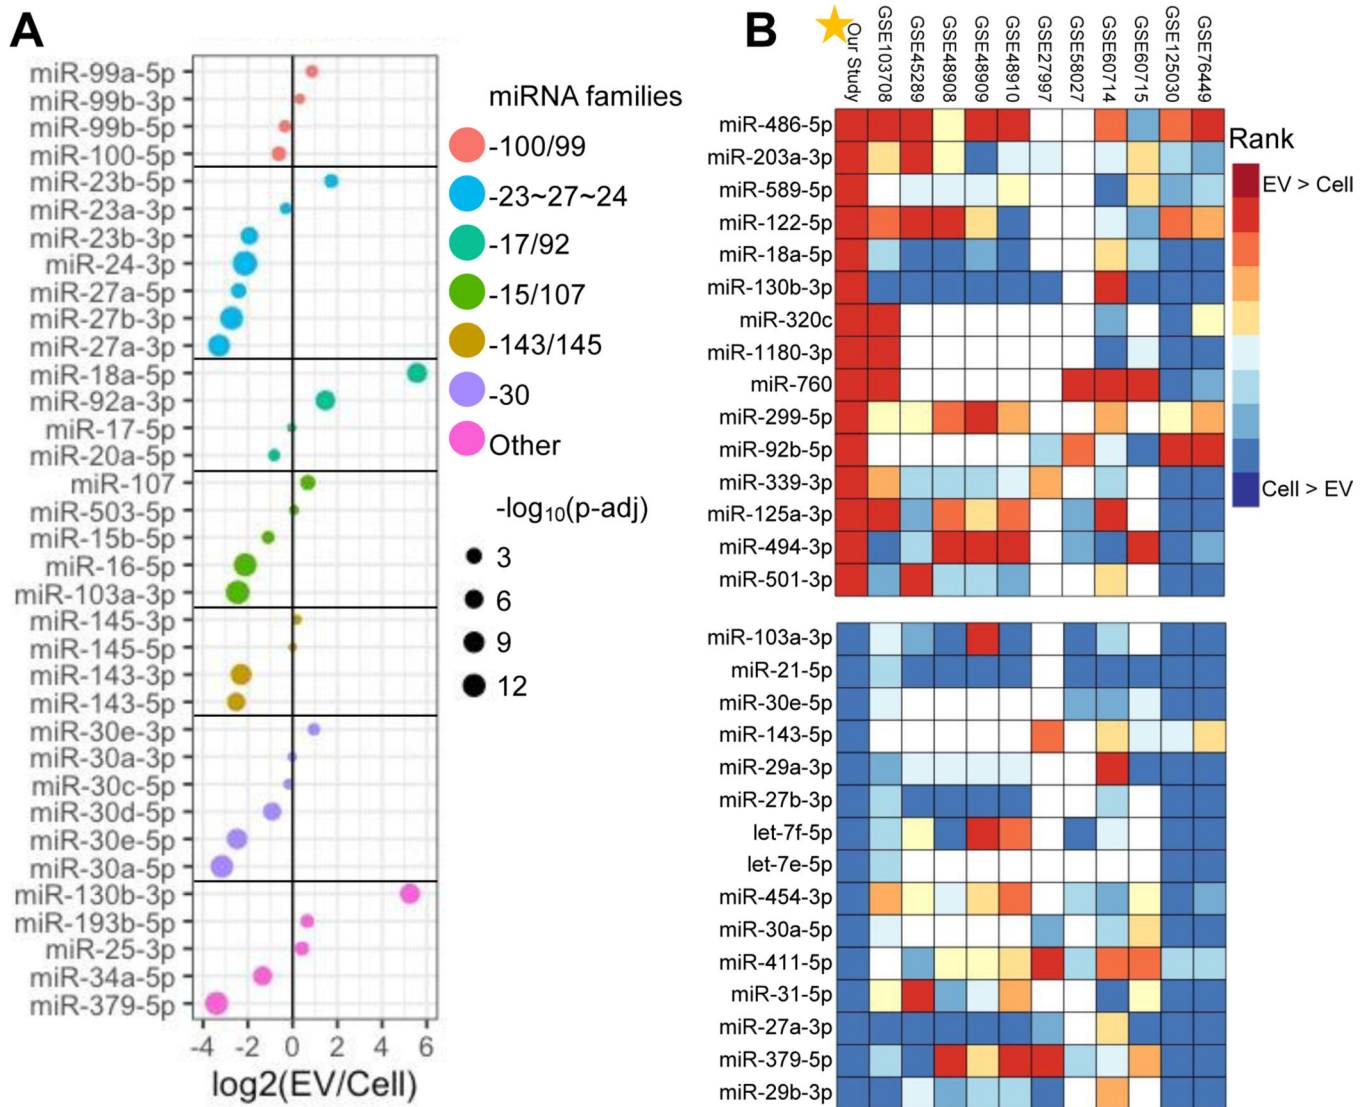 A
miR-99a-5p
miR-99b-3p
miR-99b-5p
miR-100-5p
miR-23b-5p
miR-23a-3p
miR-23b-3p
miR-24-3p
miR-27a-5p
miR-27b-3p
miR-27a-3p
miR-18a-5p
miR-92a-3p
miR-17-5p
miR-20a-5p
miR-107
miR-503-5p
miR-15b-5p
miR-16-5p
miR-103a-3p
miR-145-3p
miR-145-5p
miR-143-3p
miR-143-5p
miR-30e-3p
miR-30a-3p
miR-30c-5p
miR-30d-5p
miR-30e-5p
miR-30a-5p
miR-130b-3p
miR-193b-5p
miR-25-3p
miR-34a-5p
miR-379-5p
-4 -2 0 2 4 6
log2(EV/Cell)
miRNA families
-100/99
-23~27~24
-17/92
-15/107
-143/145
-30
Other
-log10(p-adj)
3
6
9
12
B
Our Study
GSE103708
GSE45289
GSE48908
GSE48909
GSE48910
GSE27997
GSE58027
GSE60714
GSE60715
GSE125030
GSE76449
miR-486-5p
miR-203a-3p
miR-589-5p
miR-122-5p
miR-18a-5p
miR-130b-3p
miR-320c
miR-1180-3p
miR-760
miR-299-5p
miR-92b-5p
miR-339-3p
miR-125a-3p
miR-494-3p
miR-501-3p
miR-103a-3p
miR-21-5p
miR-30e-5p
miR-143-5p
miR-29a-3p
miR-27b-3p
let-7f-5p
let-7e-5p
miR-454-3p
miR-30a-5p
miR-411-5p
miR-31-5p
miR-27a-3p
miR-379-5p
miR-29b-3p
Rank
EV > Cell
Cell > EV